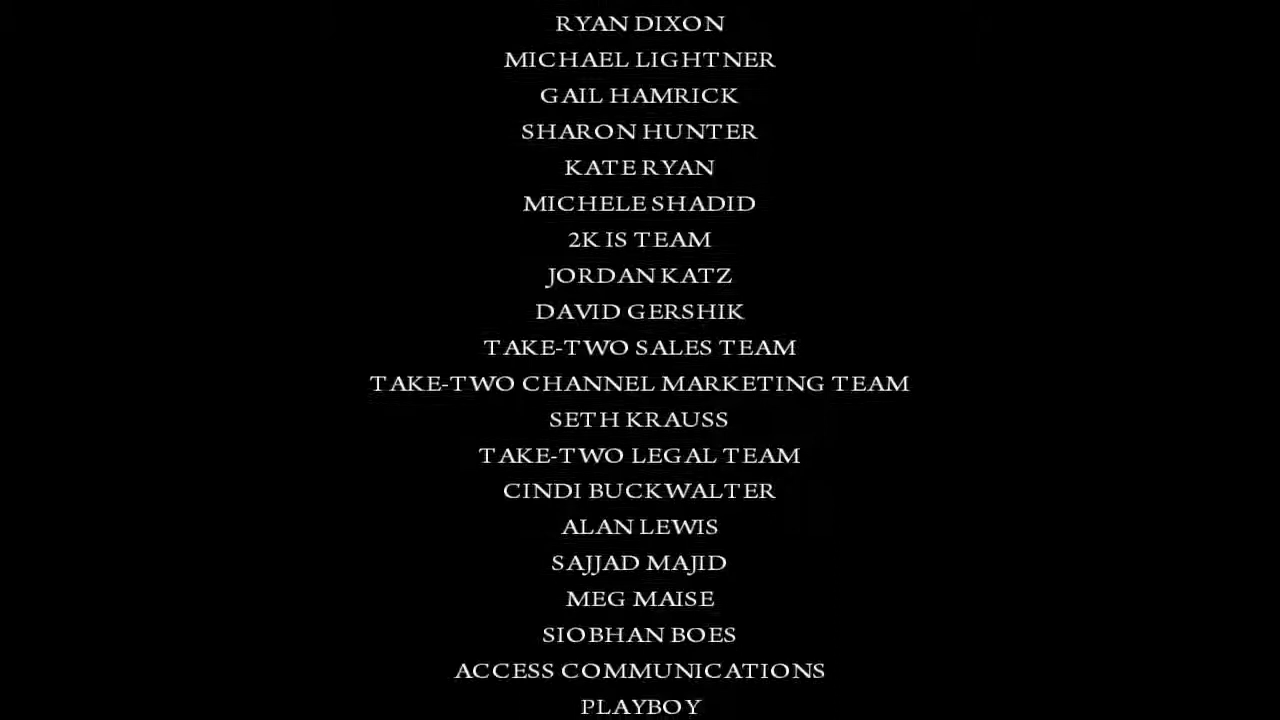 RYAN DIXON
MICHAEL LIGHTNER
GAIL HAMRICK
SHARON HUNTER
KATE RYAN
MICHELE SHADID
2K IS TEAM
JORDAN KATZ
DAVID GERSHIK
TAKE-TWO SALES TEAM
TAKE-TWO CHANNEL MARKETING TEAM
SETH KRAUSS
TAKE-TWO LEGAL TEAM
CINDI BUCKWALTER
ALAN LEWIS
SAJJAD MAJID
MEG MAISE
SIOBHAN BOES
ACCESS COMMUNICATIONS
PLAYBOY